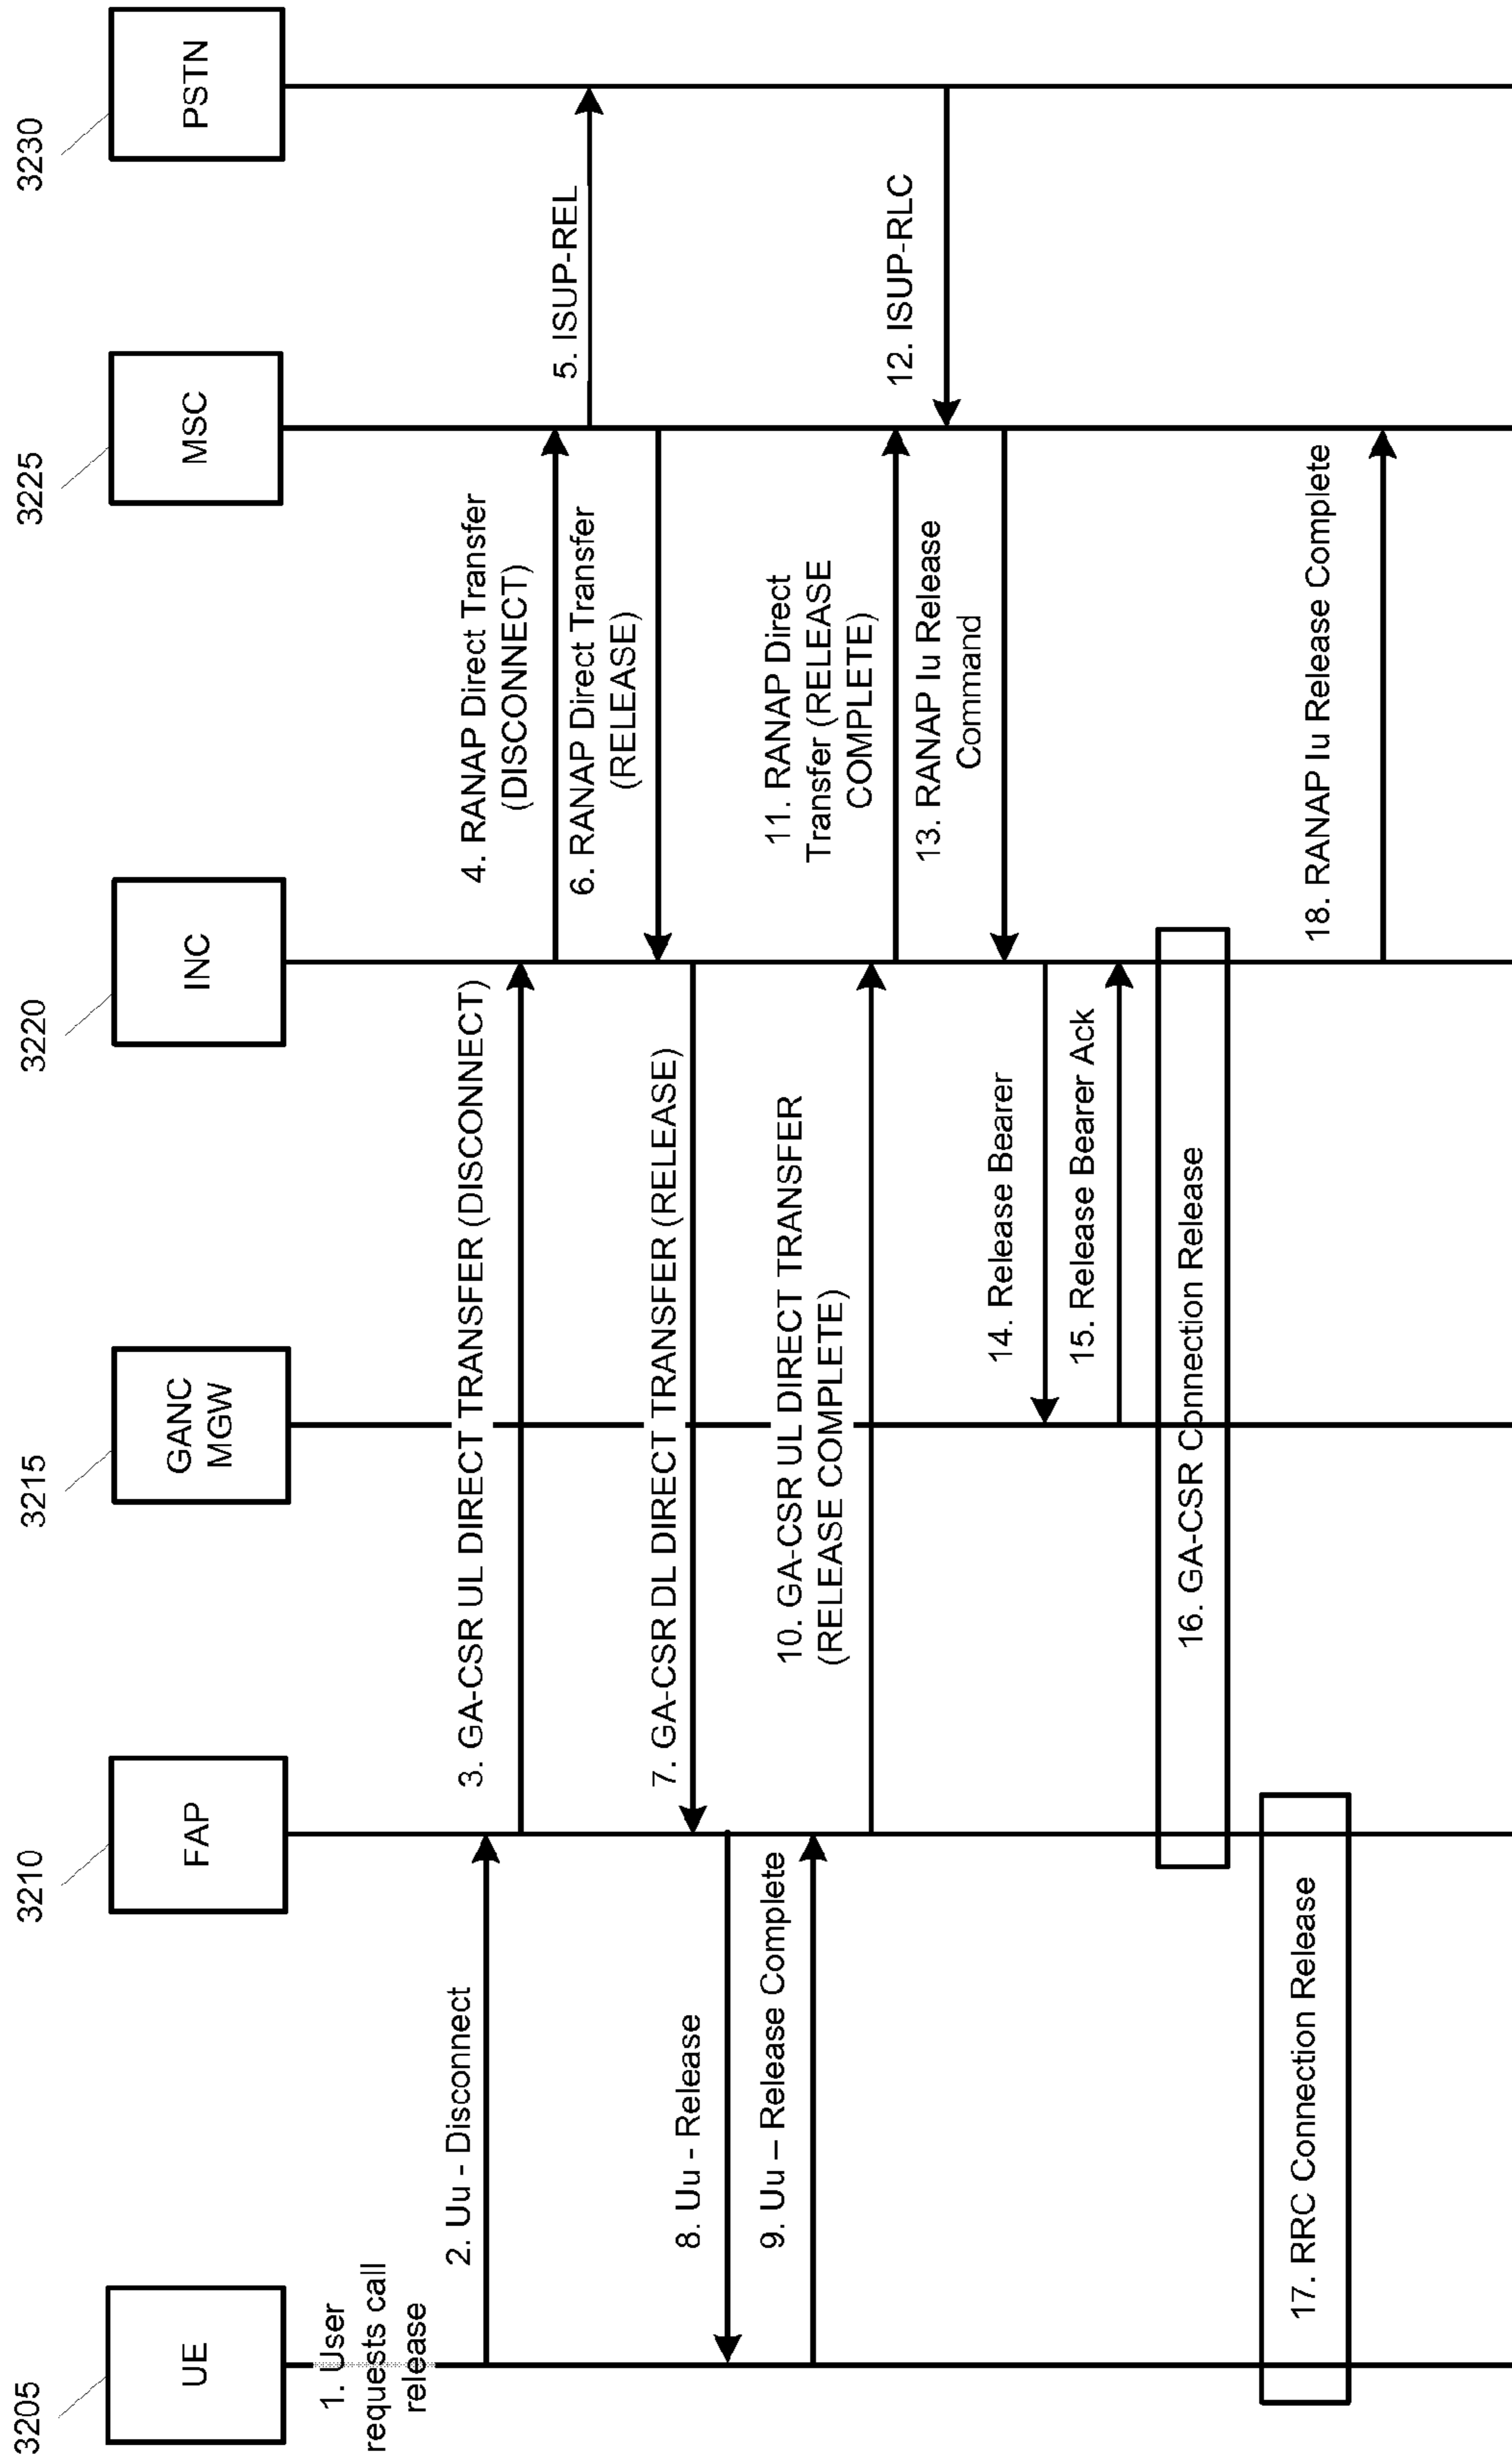 3205
3210
3215
3220
3225
3230
UE
FAP
GANC
MGW
INC
MSC
PSTN
1. User
requests call
release
2. Uu - Disconnect
3. GA-CSR UL DIRECT TRANSFER (DISCONNECT)
4. RANAP Direct Transfer
(DISCONNECT)
5. ISUP-REL
6. RANAP Direct Transfer
(RELEASE)
7. GA-CSR DL DIRECT TRANSFER (RELEASE)
8. Uu - Release
9. Uu – Release Complete
10. GA-CSR UL DIRECT TRANSFER
(RELEASE COMPLETE)
11. RANAP Direct
Transfer (RELEASE
COMPLETE)
12. ISUP-RLC
13. RANAP Iu Release
Command
14. Release Bearer
15. Release Bearer Ack
16. GA-CSR Connection Release
17. RRC Connection Release
18. RANAP Iu Release Complete